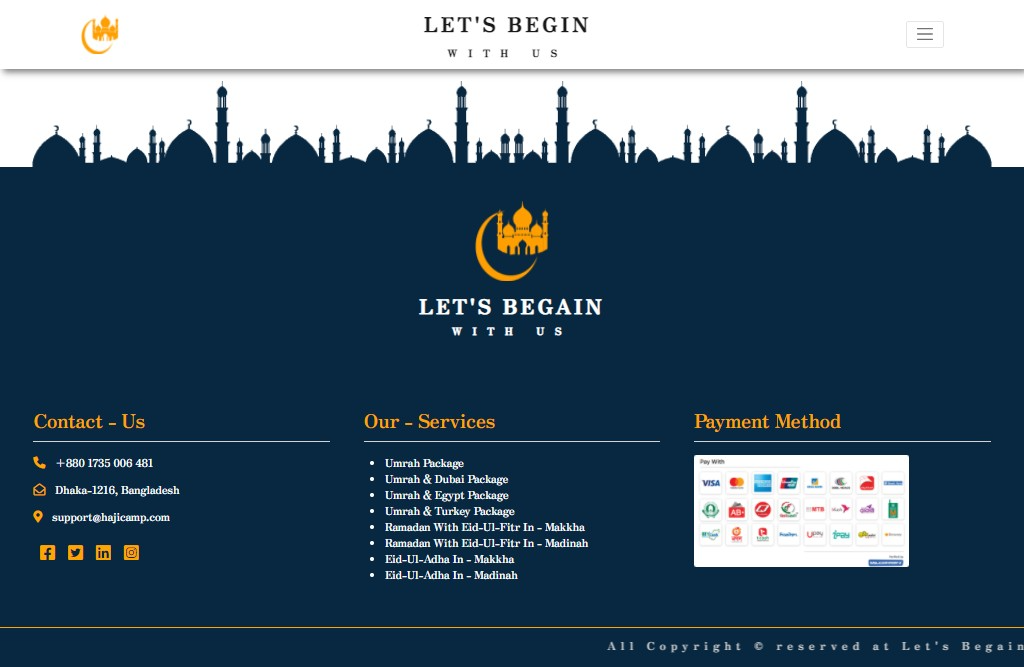 LET'S BEGIN
WITH US
LET'S BEGAIN
WITH US
Contact - Us
+880 1735 006 481
Dhaka-1216, Bangladesh
support@hajicamp.com
Our - Services
Umrah Package
Umrah & Dubai Package
Umrah & Egypt Package
Umrah & Turkey Package
Ramadan With Eid-Ul-Fitr In - Makkha
Ramadan With Eid-Ul-Fitr In - Madinah
Eid-Ul-Adha In - Makkha
Eid-Ul-Adha In - Madinah
Payment Method
Pay With
VISA
MTB
All Copyright © reserved at Let's Begain